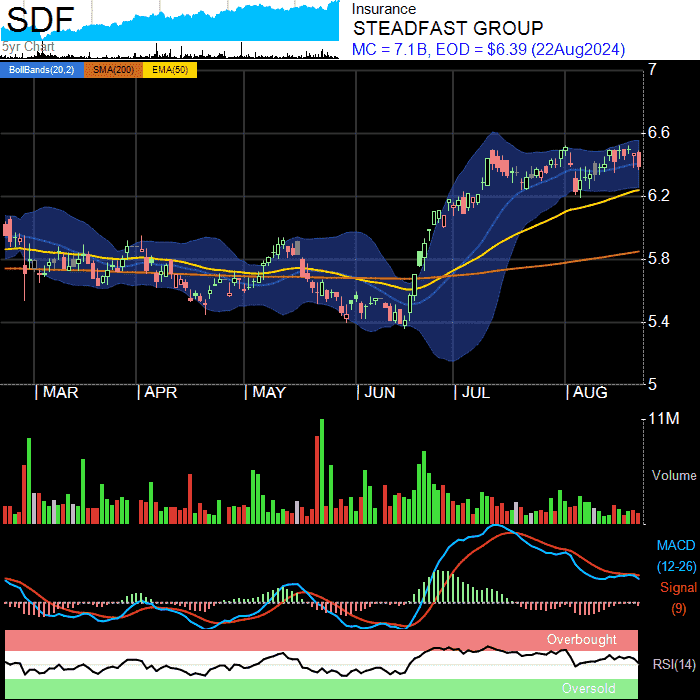 SDF
5yr Chart
Insurance
STEADFAST GROUP
MC = 7.1B, EOD = $6.39 (22Aug2024)
BollBands(20,2) SMA(200) EMA(50)
7
6.6
6.2
5.8
5.4
5
MAR APR MAY JUN JUL AUG
11M
Volume
MACD
(12-26)
Signal
(9)
Overbought
RSI(14)
Oversold